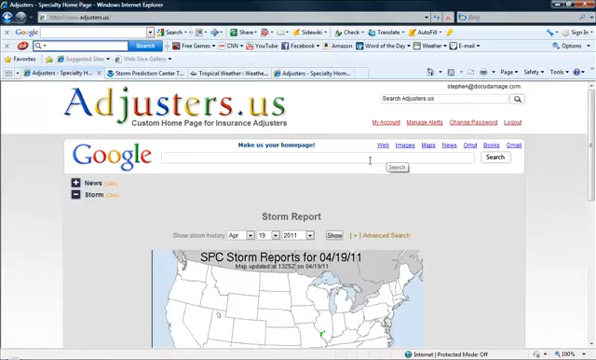 Adjusters - Specialty Home Page - Windows Internet Explorer
http://www.adjusters.us/
Bing
Google
Search
Sidewiki
Check
Translate
Sign In
Search
Free Games
CNN
YouTube
Facebook
Amazon
Word of the Day
Weather
E-mail
Options
Favorites
Suggested Sites
Web Slice Gallery
Adjusters - Specialty Home P...
Storm Prediction Center T...
Tropical Weather : Weathe...
Adjusters - Specialty Hom...
Page
Safety
Tools
stephen@docudamage.com
Adjusters.us
Custom Home Page for Insurance Adjusters
Search Adjusters.us
My Account
Manage Alerts
Change Password
Logout
Make us your homepage!
Web
Images
Maps
News
Orkut
Books
Gmail
Google
Search
Search
News
Storm
Storm Report
Show storm history
Apr
19
2011
Show
[ + ] Advanced Search
SPC Storm Reports for 04/19/11
Map updated at 1325Z on 04/19/11
Internet | Protected Mode: Off
100%